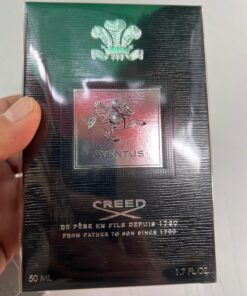 AVENTUS
CREED
DE PÈRE EN FILS DEPUIS 1760
FROM FATHER TO SON SINCE 1760
50 ML 1.7 FL.OZ